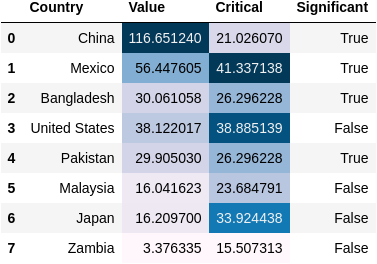 Country Value Critical Significant
0 China 116.651240 21.026070 True
1 Mexico 56.447605 41.337138 True
2 Bangladesh 30.061058 26.296228 True
3 United States 38.122017 38.885139 False
4 Pakistan 29.905030 26.296228 True
5 Malaysia 16.041623 23.684791 False
6 Japan 16.209700 33.924438 False
7 Zambia 3.376335 15.507313 False